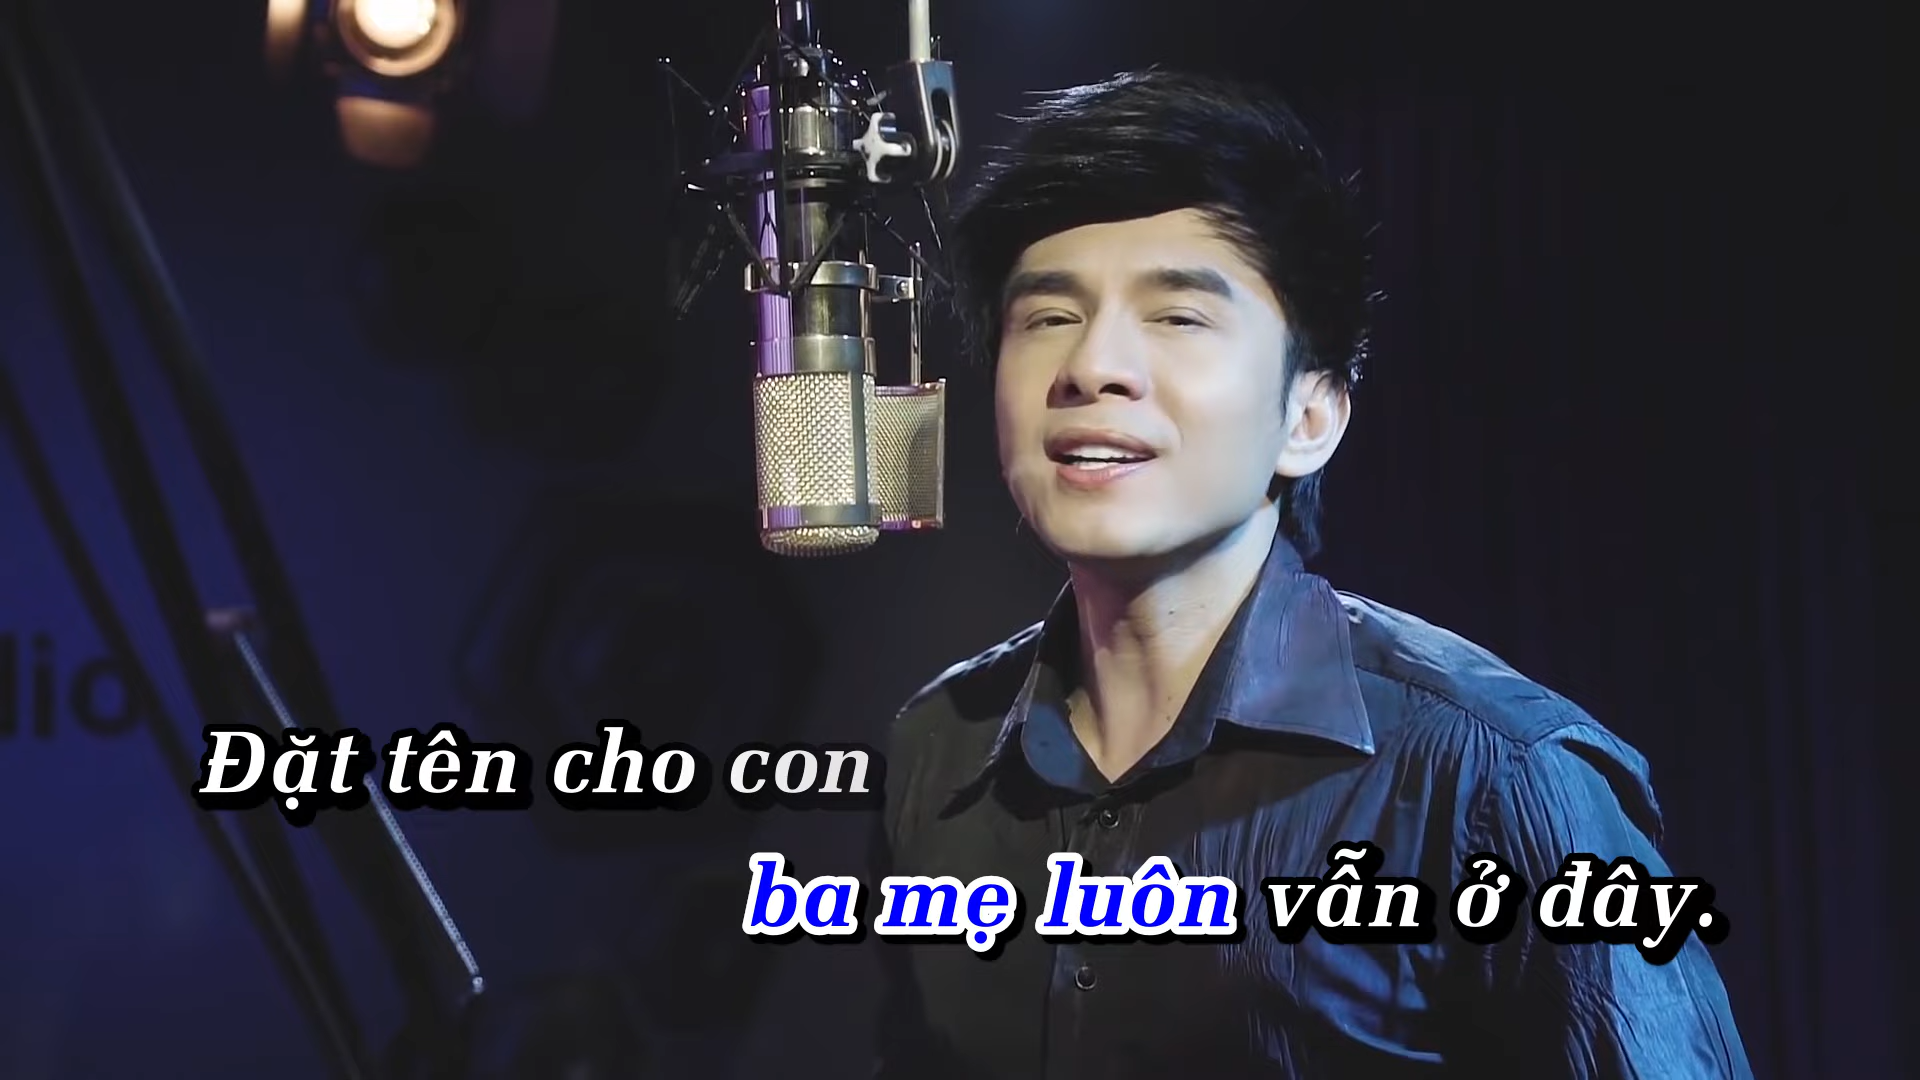 Đặt tên cho con
ba mẹ luôn vẫn ở đây.